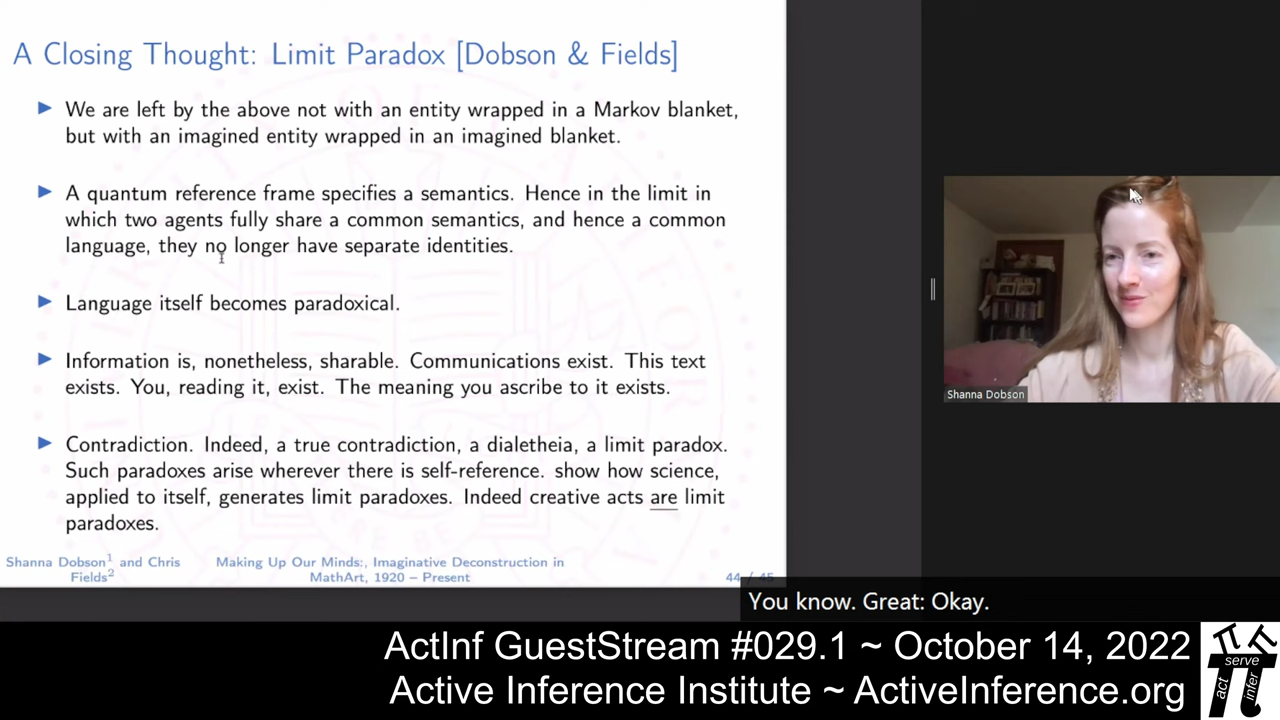 A Closing Thought: Limit Paradox [Dobson & Fields]
We are left by the above not with an entity wrapped in a Markov blanket,
but with an imagined entity wrapped in an imagined blanket.
A quantum reference frame specifies a semantics. Hence in the limit in
which two agents fully share a common semantics, and hence a common
language, they no longer have separate identities.
Language itself becomes paradoxical.
Information is, nonetheless, sharable. Communications exist. This text
exists. You, reading it, exist. The meaning you ascribe to it exists.
Contradiction. Indeed, a true contradiction, a dialetheia, a limit paradox.
Such paradoxes arise wherever there is self-reference. show how science,
applied to itself, generates limit paradoxes. Indeed creative acts are limit
paradoxes.
Shanna Dobson¹ and Chris
Fields²
Making Up Our Minds:, Imaginative Deconstruction in
MathArt, 1920 – Present
44 / 45
Shanna Dobson
You know. Great: Okay.
ActInf GuestStream #029.1 ~ October 14, 2022
Active Inference Institute ~ ActiveInference.org
serve
act
infer